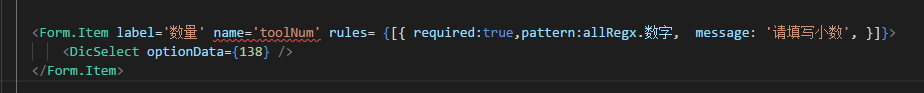 <Form.Item label='数量' name='toolNum' rules= {[{ required:true,pattern:allRegx.数字,  message: '请填写小数', }]}>
<DicSelect optionData={138} />
</Form.Item>